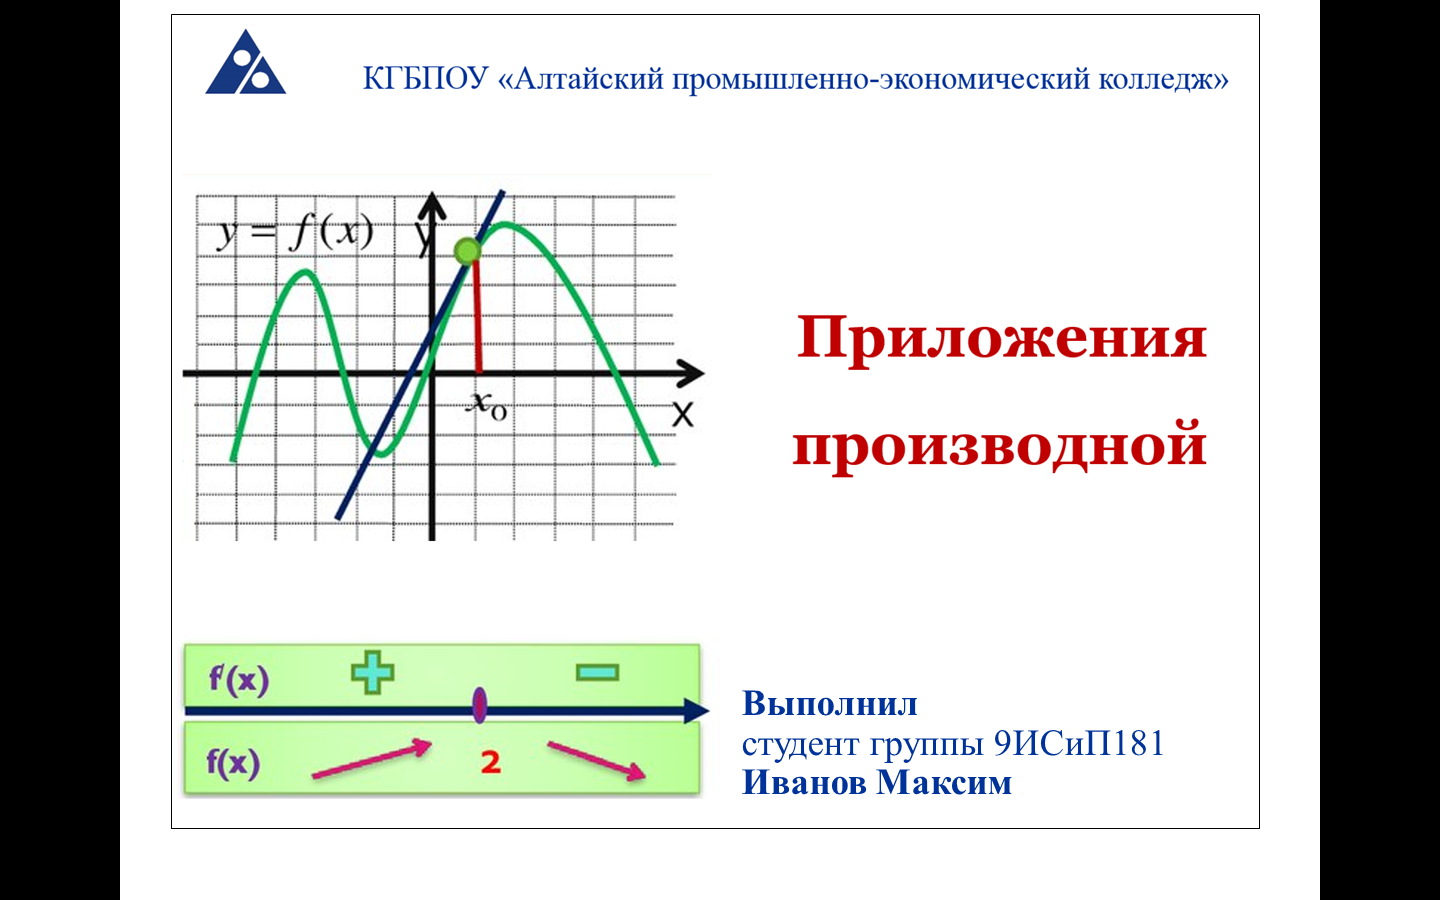 КГБПОУ «Алтайский промышленно-экономический колледж»
y = f(x)
y
x₀
x
Приложения
производной
f'(x)
f(x)
2
Выполнил
студент группы 9ИСиП181
Иванов Максим